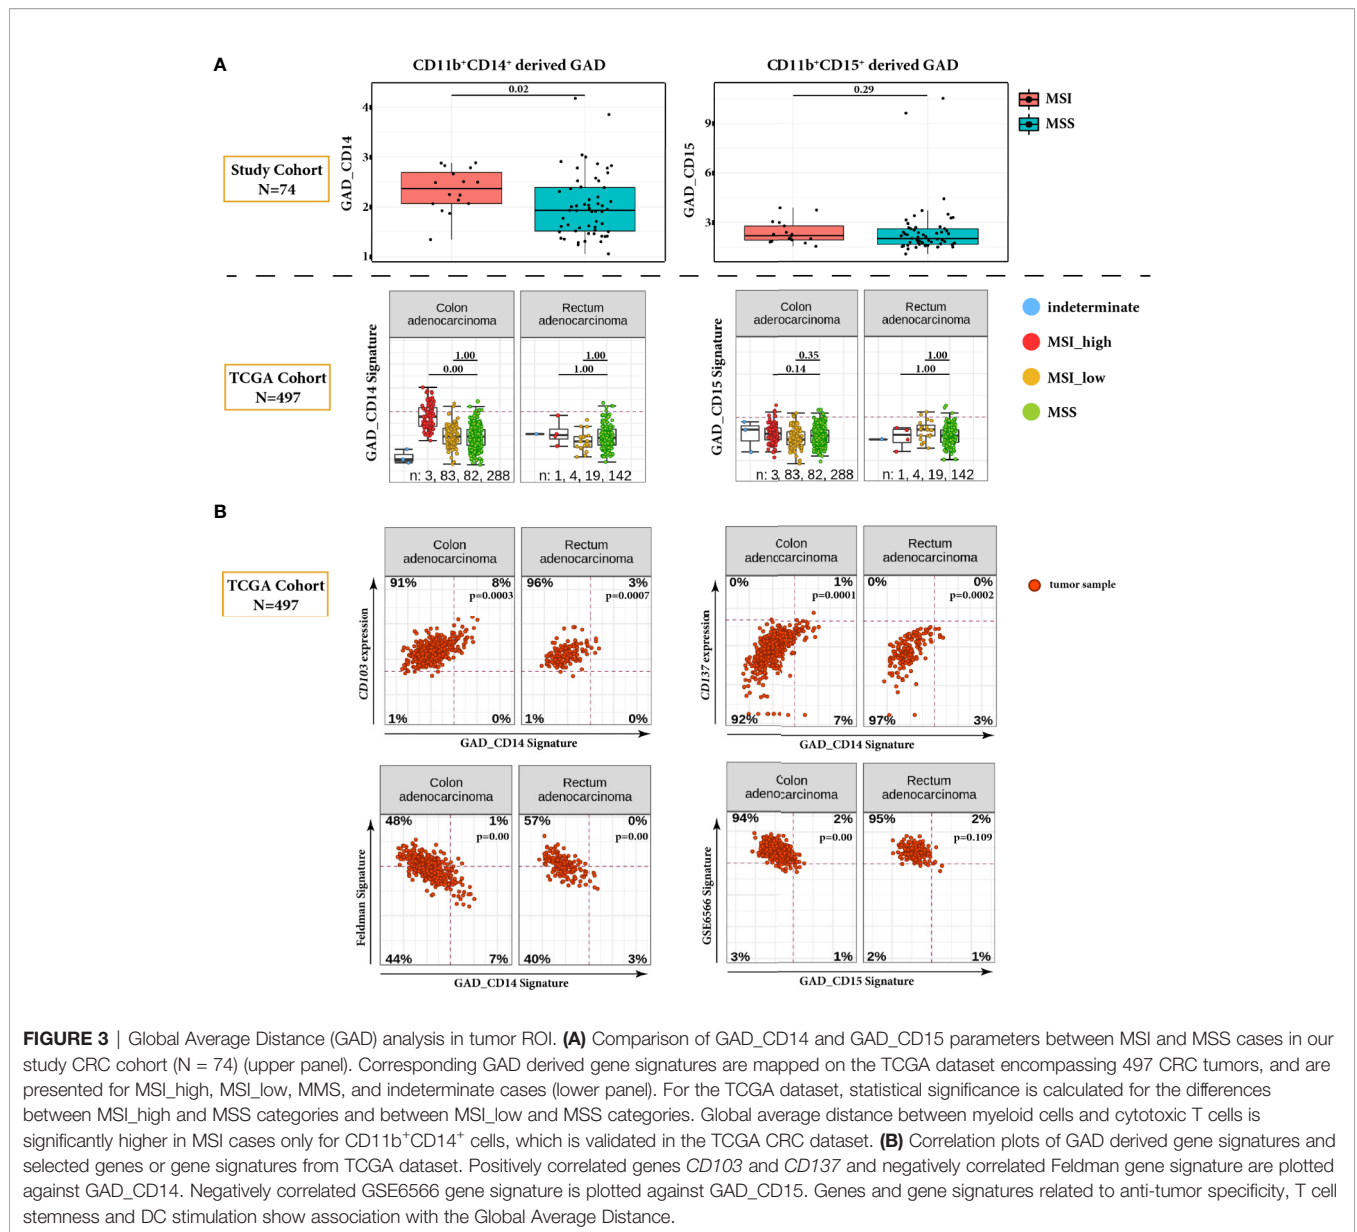 A
CD11b+CD14+ derived GAD
CD11b+CD15+ derived GAD
0.02
0.29
MSI
MSS
4
3
2
1
GAD_CD14
9
6
3
GAD_CD15
Study Cohort
N=74
Colon
adenocarcinoma
Rectum
adenocarcinoma
Colon
adenocarcinoma
Rectum
adenocarcinoma
indeterminate
MSI_high
MSI_low
MSS
TCGA Cohort
N=497
GAD_CD14 Signature
1.00
0.00
1.00
1.00
n: 3, 83, 82, 288
n: 1, 4, 19, 142
GAD_CD15 Signature
0.35
0.14
1.00
1.00
n: 3, 83, 82, 288
n: 1, 4, 19, 142
B
TCGA Cohort
N=497
Colon
adenocarcinoma
Rectum
adenocarcinoma
91% 8%
p=0.0003
96% 3%
p=0.0007
CD103 expression
1% 0%
1% 0%
GAD_CD14 Signature
Colon
adenocarcinoma
Rectum
adenocarcinoma
0% 1%
p=0.0001
0% 0%
p=0.0002
CD137 expression
92% 7%
97% 3%
GAD_CD14 Signature
tumor sample
Colon
adenocarcinoma
Rectum
adenocarcinoma
48% 1%
p=0.00
57% 0%
p=0.00
Feldman Signature
44% 7%
40% 3%
GAD_CD14 Signature
Colon
adenocarcinoma
Rectum
adenocarcinoma
94% 2%
p=0.00
95% 2%
p=0.109
GSE6566 Signature
3% 1%
2% 1%
GAD_CD15 Signature
FIGURE 3 | Global Average Distance (GAD) analysis in tumor ROI. (A) Comparison of GAD_CD14 and GAD_CD15 parameters between MSI and MSS cases in our
study CRC cohort (N = 74) (upper panel). Corresponding GAD derived gene signatures are mapped on the TCGA dataset encompassing 497 CRC tumors, and are
presented for MSI_high, MSI_low, MMS, and indeterminate cases (lower panel). For the TCGA dataset, statistical significance is calculated for the differences
between MSI_high and MSS categories and between MSI_low and MSS categories. Global average distance between myeloid cells and cytotoxic T cells is
significantly higher in MSI cases only for CD11b+CD14+ cells, which is validated in the TCGA CRC dataset. (B) Correlation plots of GAD derived gene signatures and
selected genes or gene signatures from TCGA dataset. Positively correlated genes CD103 and CD137 and negatively correlated Feldman gene signature are plotted
against GAD_CD14. Negatively correlated GSE6566 gene signature is plotted against GAD_CD15. Genes and gene signatures related to anti-tumor specificity, T cell
stemness and DC stimulation show association with the Global Average Distance.